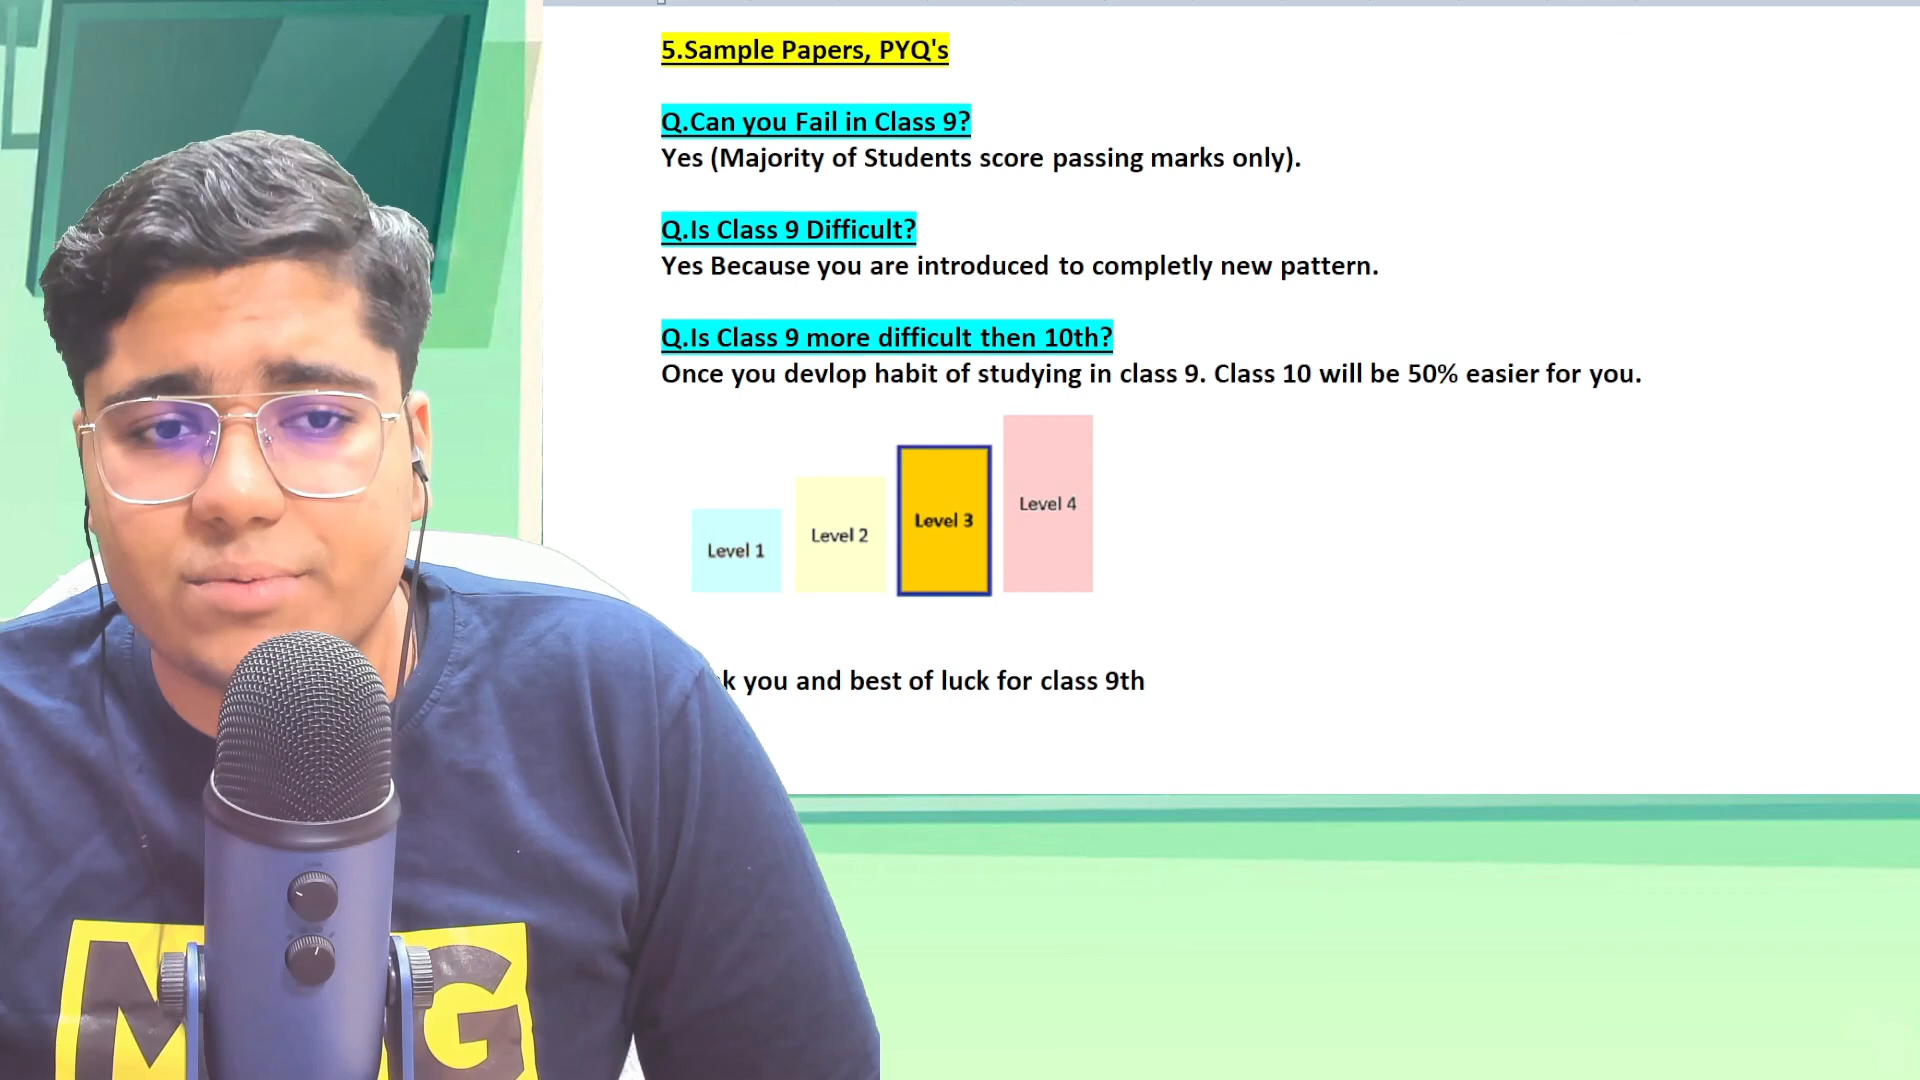 5.Sample Papers, PYQ's
Q.Can you Fail in Class 9?
Yes (Majority of Students score passing marks only).
Q.Is Class 9 Difficult?
Yes Because you are introduced to completly new pattern.
Q.Is Class 9 more difficult then 10th?
Once you devlop habit of studying in class 9. Class 10 will be 50% easier for you.
Level 1
Level 2
Level 3
Level 4
you and best of luck for class 9th